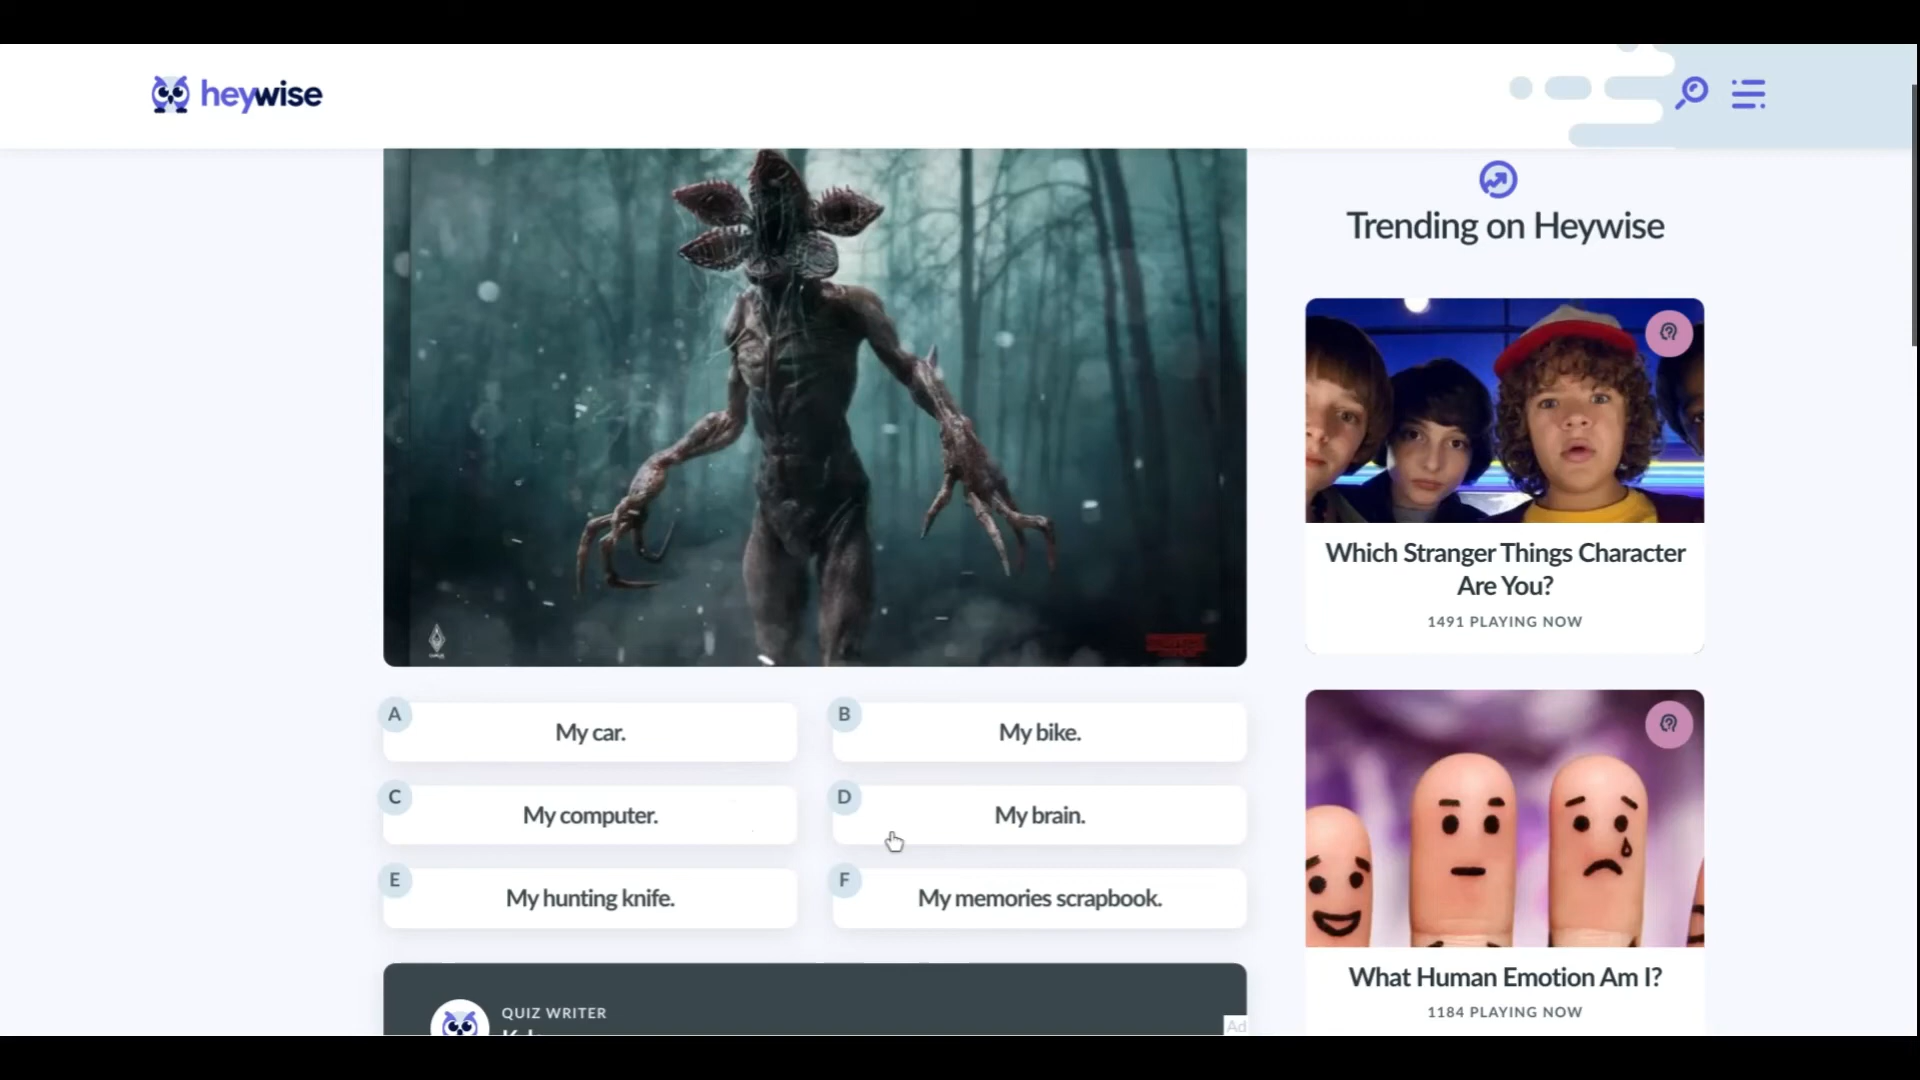 heywise
Trending on Heywise
Which Stranger Things Character
Are You?
1491 PLAYING NOW
A
My car.
B
My bike.
C
My computer.
D
My brain.
E
My hunting knife.
F
My memories scrapbook.
What Human Emotion Am I?
1184 PLAYING NOW
QUIZ WRITER
Ad